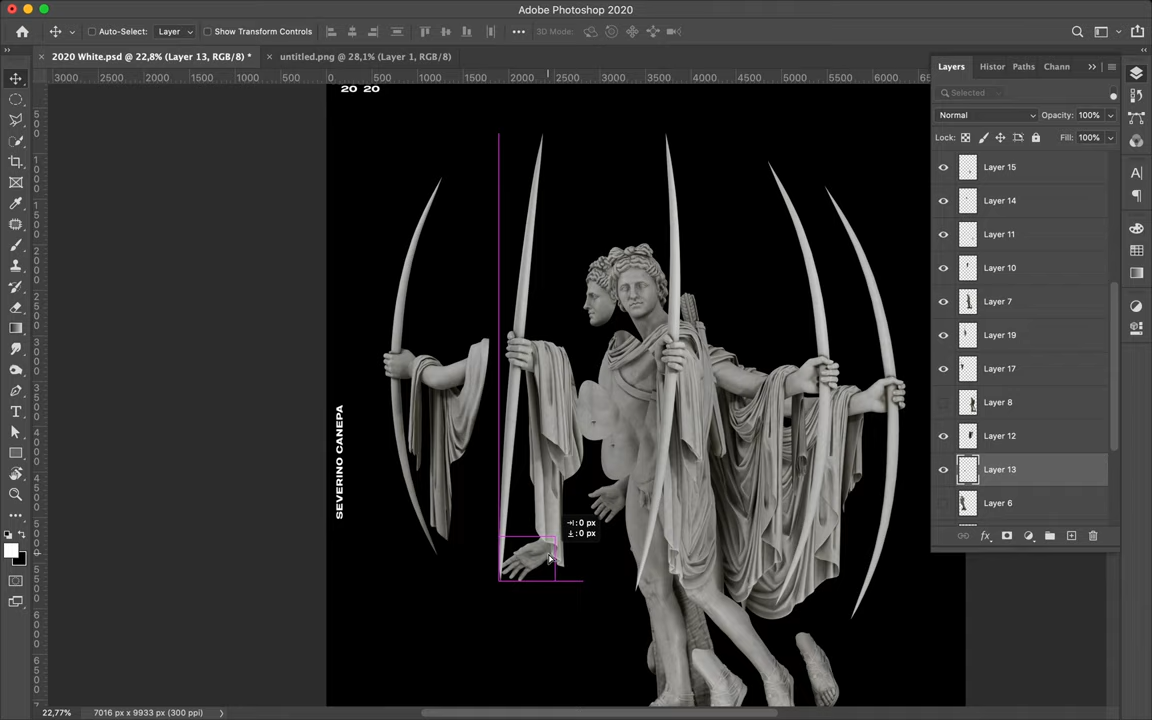 Adobe Photoshop 2020
Auto-Select: Layer Show Transform Controls 3D Mode:
2020 White.psd @ 22,8% (Layer 13, RGB/8) * untitled.png @ 28,1% (Layer 1, RGB/8)
3000 2500 2000 1500 1000 500 0 500 1000 1500 2000 2500 3000 3500 4000 4500 5000 5500 6000
20 20
SEVERINO CANEPA
0 px
0 px
Layers Histor Paths Chann
Selected
Normal Opacity: 100%
Lock: Fill: 100%
Layer 15
Layer 14
Layer 11
Layer 10
Layer 7
Layer 19
Layer 17
Layer 8
Layer 12
Layer 13
Layer 6
22,77% 7016 px x 9933 px (300 ppi)